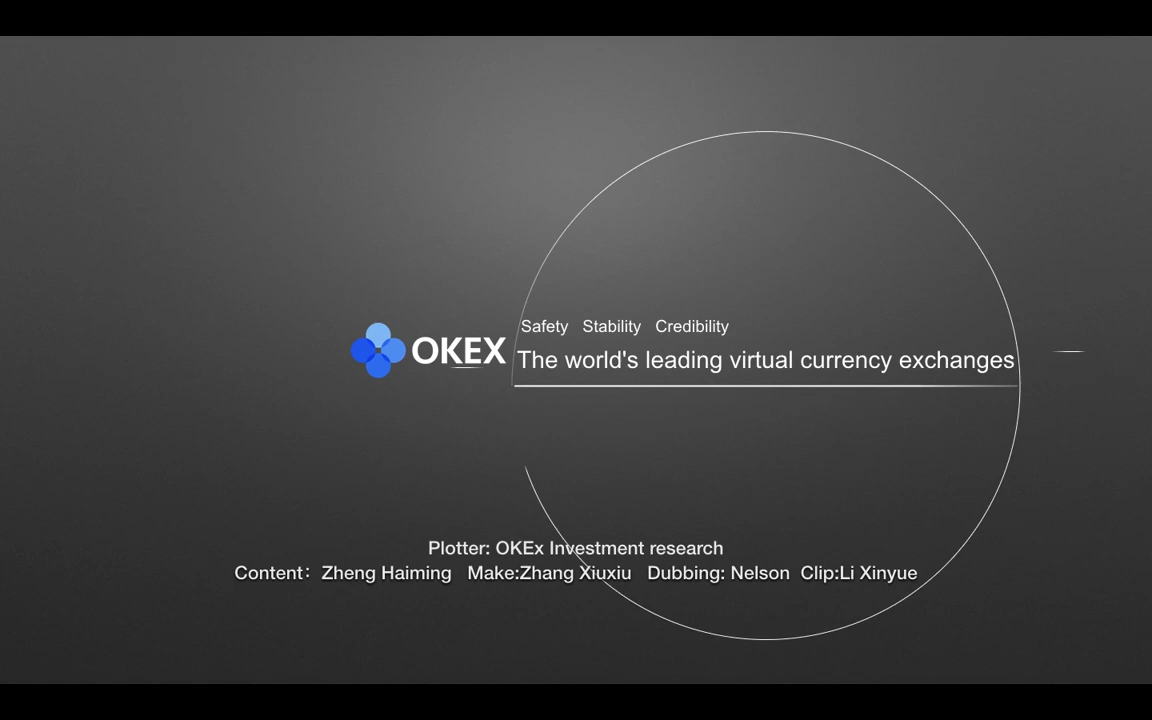 OKEX
Safety Stability Credibility
The world's leading virtual currency exchanges
Plotter: OKEx Investment research
Content： Zheng Haiming Make:Zhang Xiuxiu Dubbing: Nelson Clip:Li Xinyue